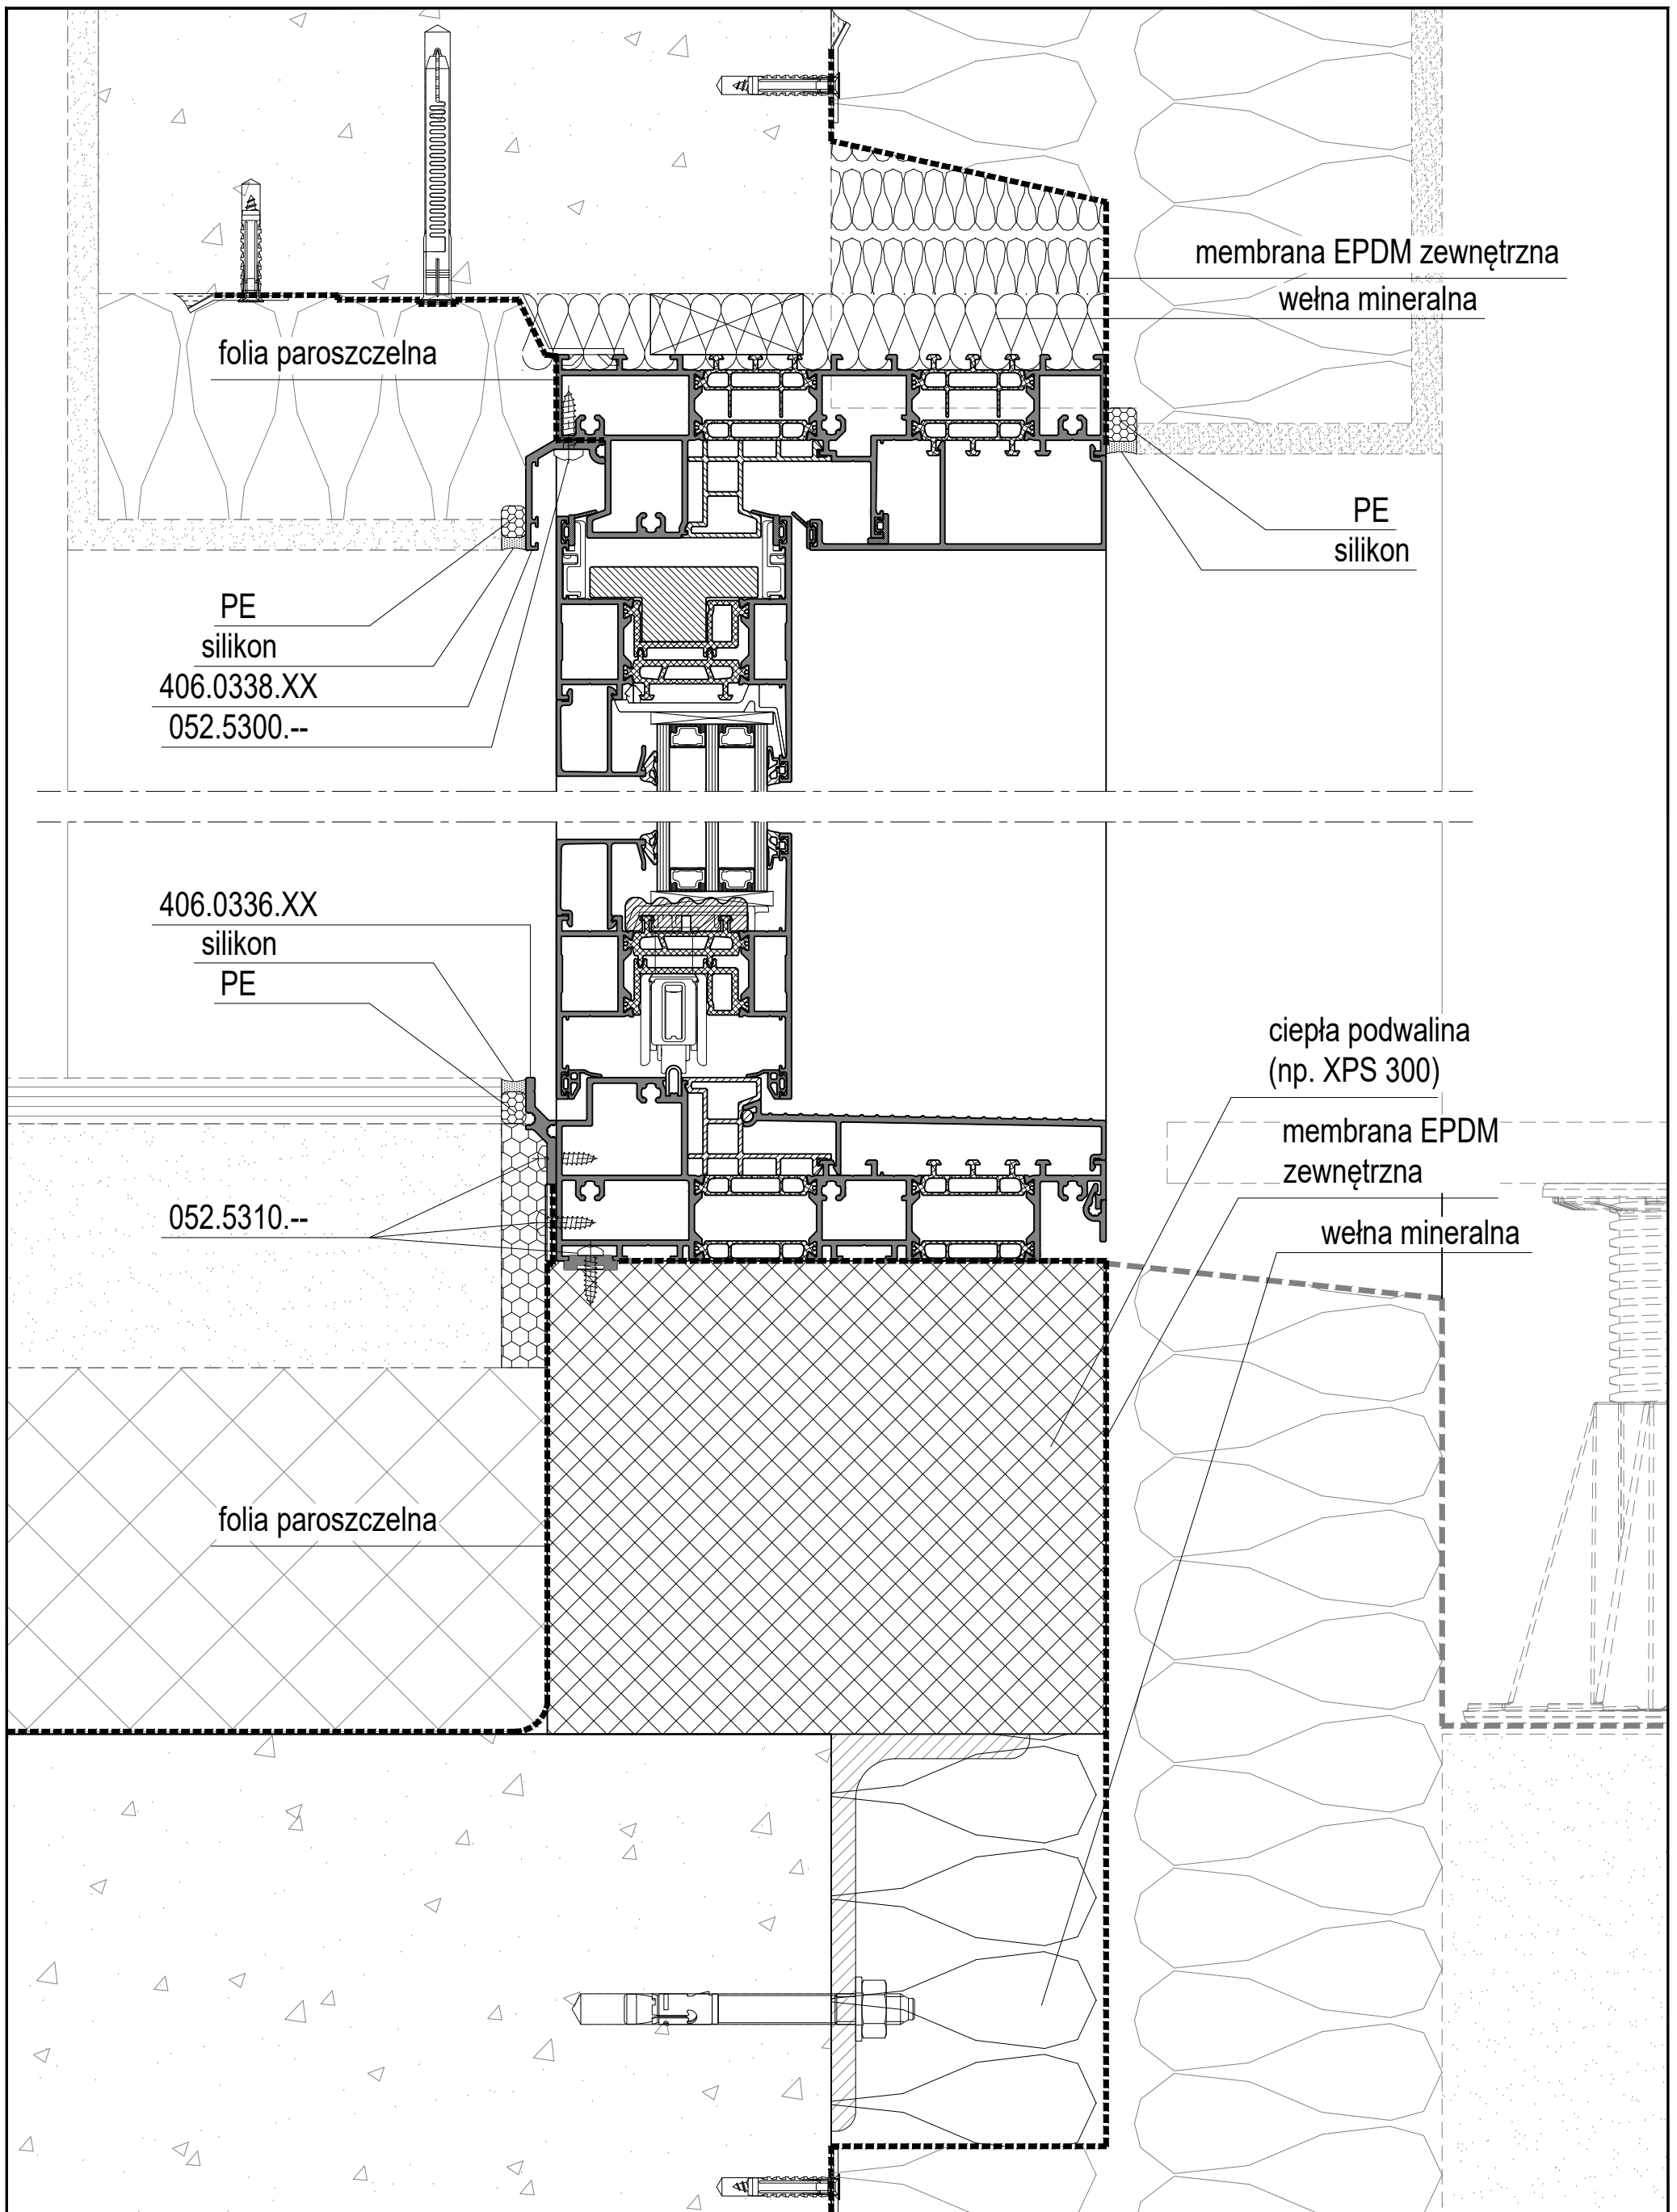 membrana EPDM zewnętrzna
wełna mineralna
folia paroszczelna
PE
silikon
PE
silikon
406.0338.XX
052.5300.--
406.0336.XX
silikon
PE
ciepła podwalina
(np. XPS 300)
membrana EPDM
zewnętrzna
052.5310.--
wełna mineralna
folia paroszczelna